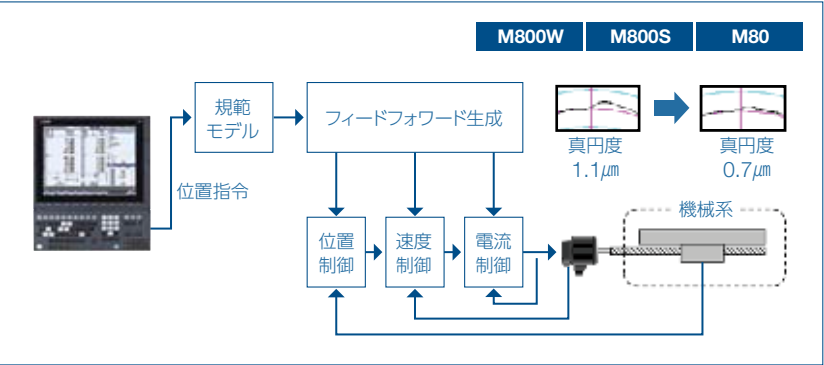 M800W M800S M80
規範
モデル
フィードフォワード生成
真円度
1.1㎛
真円度
0.7㎛
位置指令
機械系
位置
制御
速度
制御
電流
制御